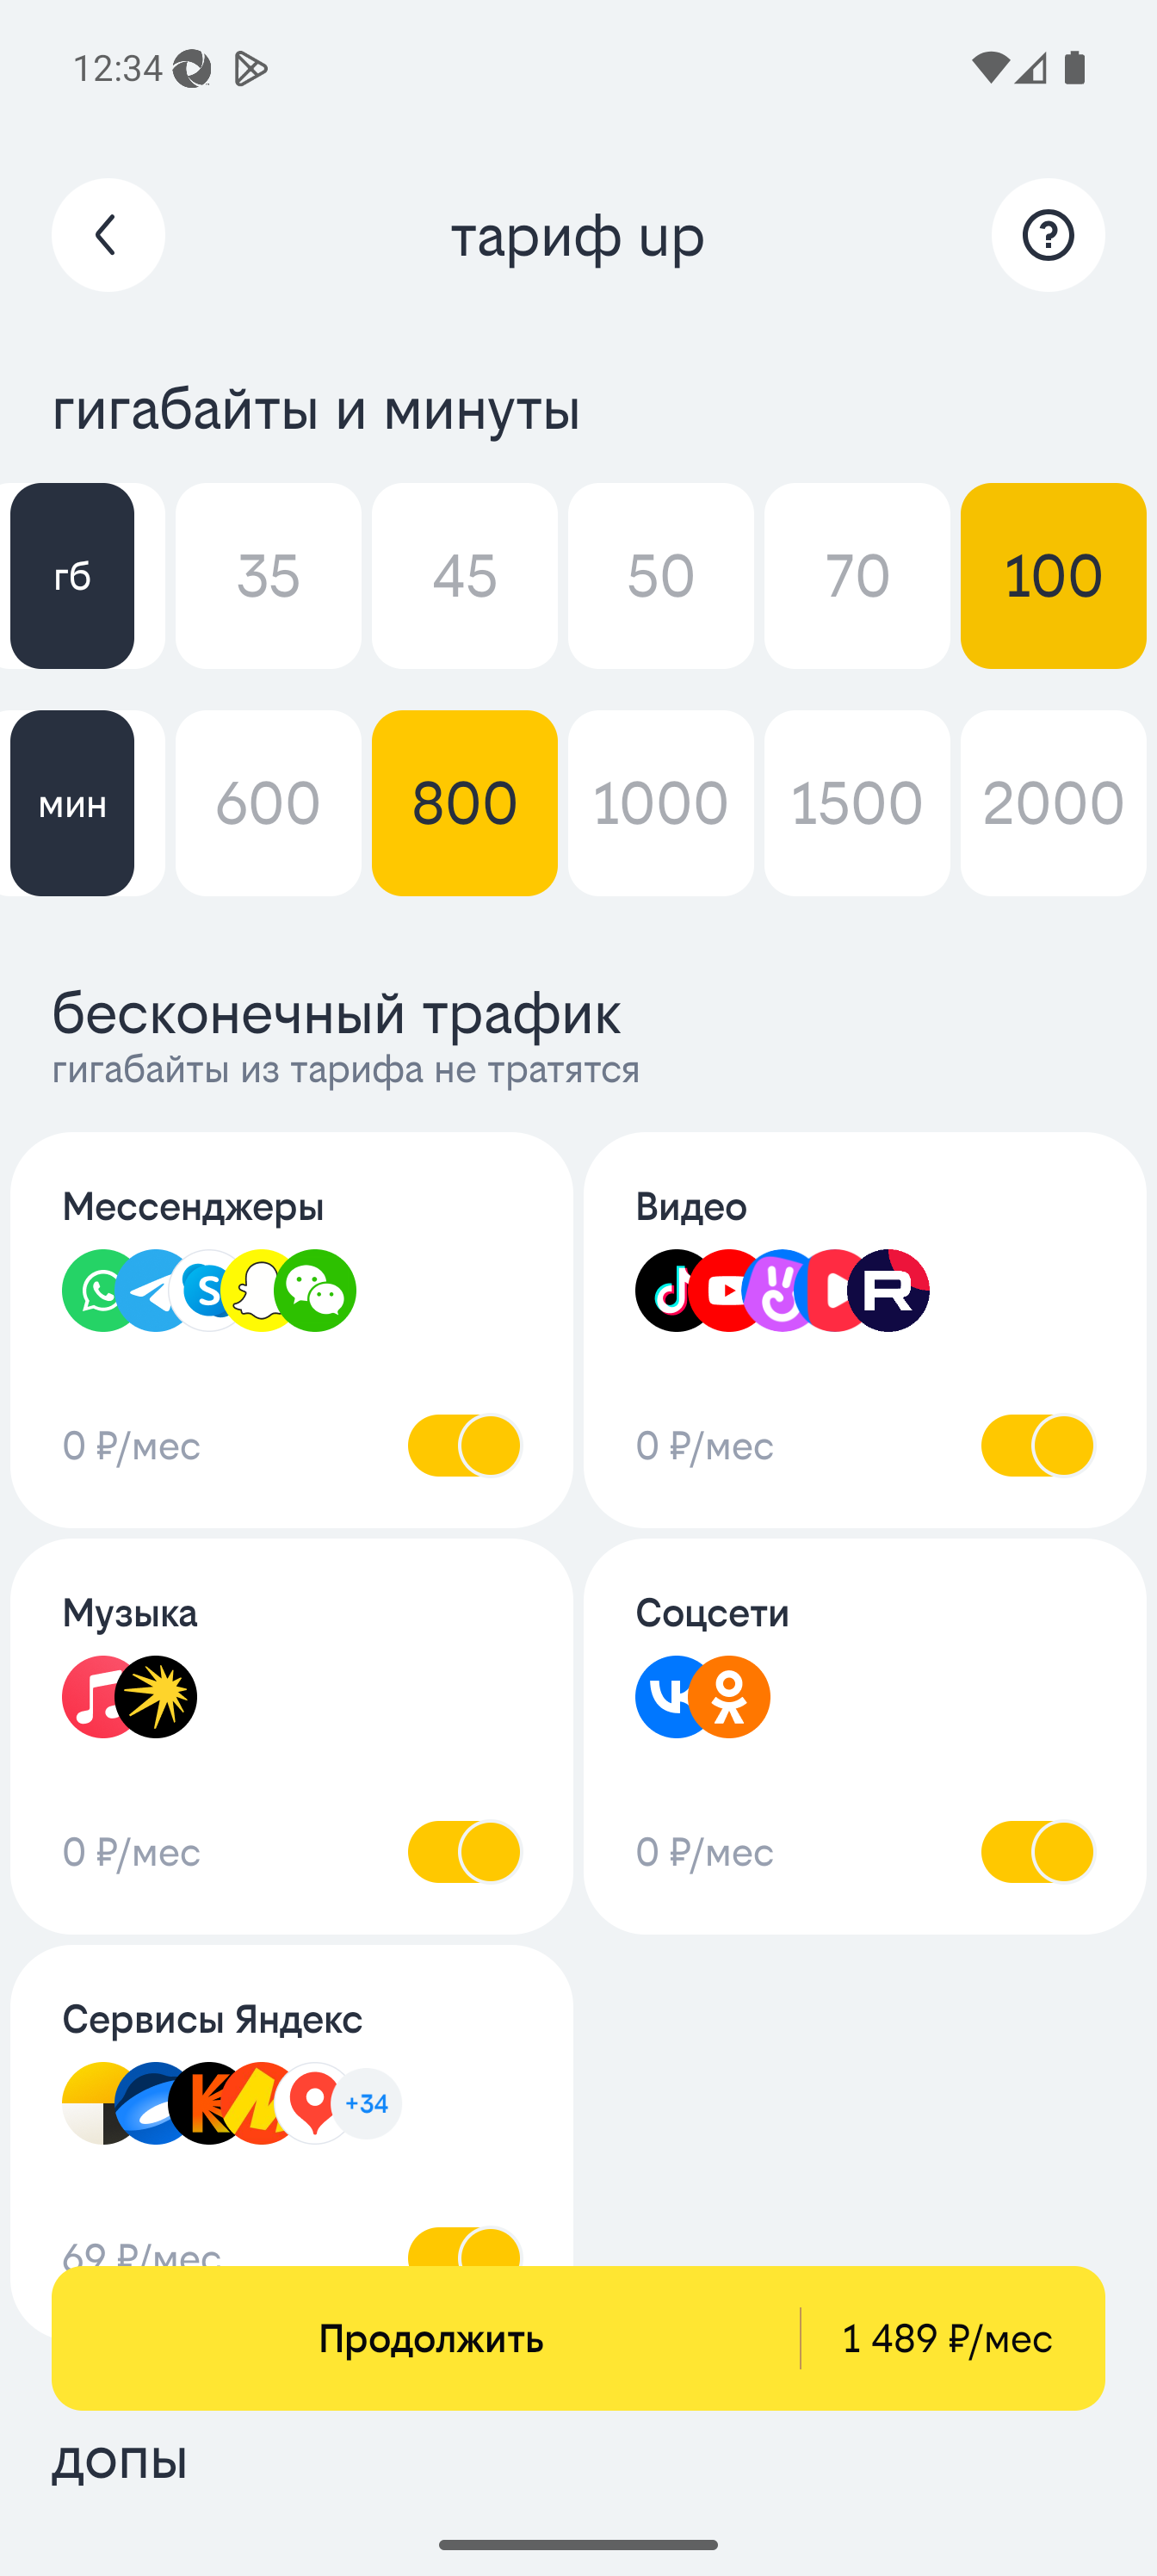 12:34
тариф up
гигабайты и минуты
гб 35 45 50 70 100
мин 600 800 1000 1500 2000
бесконечный трафик
гигабайты из тарифа не тратятся
Мессенджеры
0 ₽/мес
Видео
0 ₽/мес
Музыка
0 ₽/мес
Соцсети
0 ₽/мес
Сервисы Яндекс
+34
69 ₽/мес
Продолжить 1 489 ₽/мес
допы